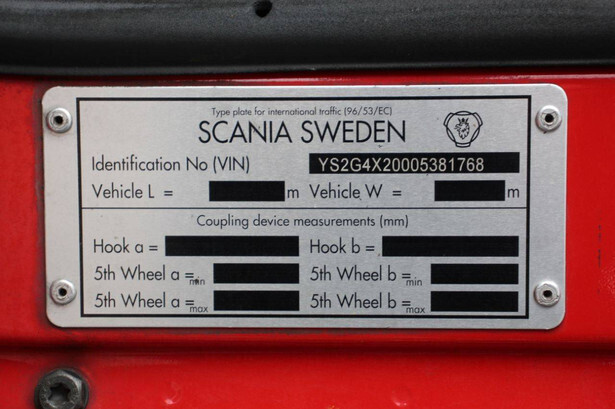 Type plate for international traffic (96/53/EC)
SCANIA SWEDEN
Identification No (VIN) YS2G4X20005381768
Vehicle L = m Vehicle W = m
Coupling device measurements (mm)
Hook a = Hook b =
5th Wheel a =min 5th Wheel b =min
5th Wheel a =max 5th Wheel b =max